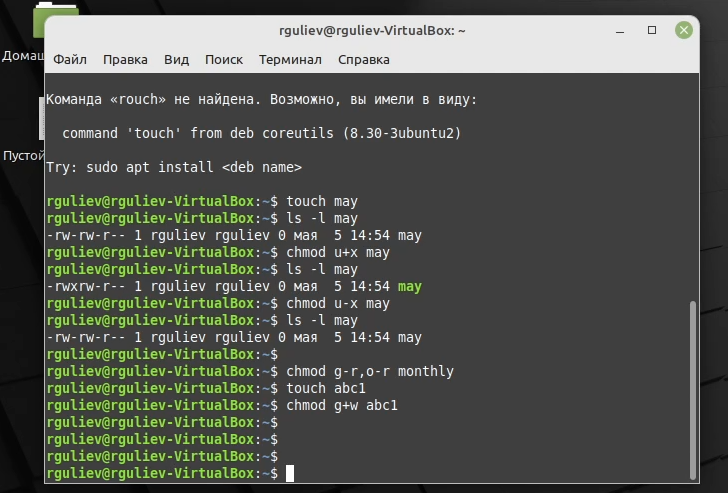 rguliev@rguliev-VirtualBox: ~
Файл Правка Вид Поиск Терминал Справка
Команда «rouch» не найдена. Возможно, вы имели в виду:
command 'touch' from deb coreutils (8.30-3ubuntu2)
Try: sudo apt install <deb name>
rguliev@rguliev-VirtualBox:~$ touch may
rguliev@rguliev-VirtualBox:~$ ls -l may
-rw-rw-r-- 1 rguliev rguliev 0 мая  5 14:54 may
rguliev@rguliev-VirtualBox:~$ chmod u+x may
rguliev@rguliev-VirtualBox:~$ ls -l may
-rwxrw-r-- 1 rguliev rguliev 0 мая  5 14:54 may
rguliev@rguliev-VirtualBox:~$ chmod u-x may
rguliev@rguliev-VirtualBox:~$ ls -l may
-rw-rw-r-- 1 rguliev rguliev 0 мая  5 14:54 may
rguliev@rguliev-VirtualBox:~$
rguliev@rguliev-VirtualBox:~$ chmod g-r,o-r monthly
rguliev@rguliev-VirtualBox:~$ touch abc1
rguliev@rguliev-VirtualBox:~$ chmod g+w abc1
rguliev@rguliev-VirtualBox:~$
rguliev@rguliev-VirtualBox:~$
rguliev@rguliev-VirtualBox:~$
rguliev@rguliev-VirtualBox:~$
Пустой